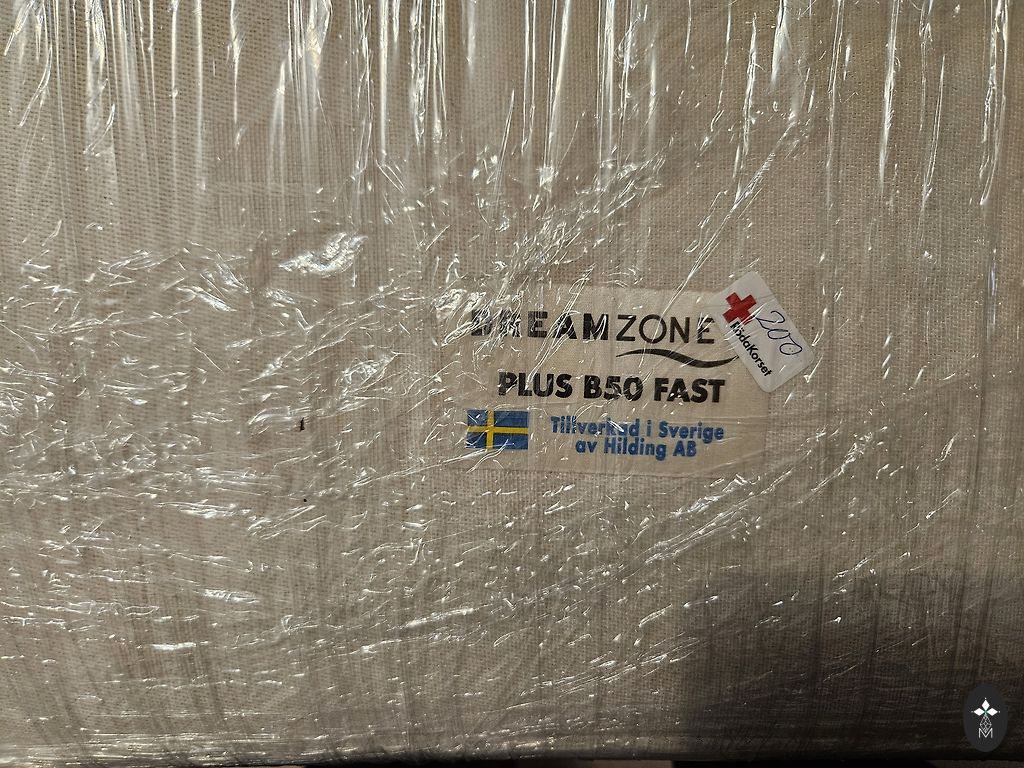 DREAMZONE
PLUS B50 FAST
Tillverkad i Sverige
av Hilding AB
RödaKorset
200
M